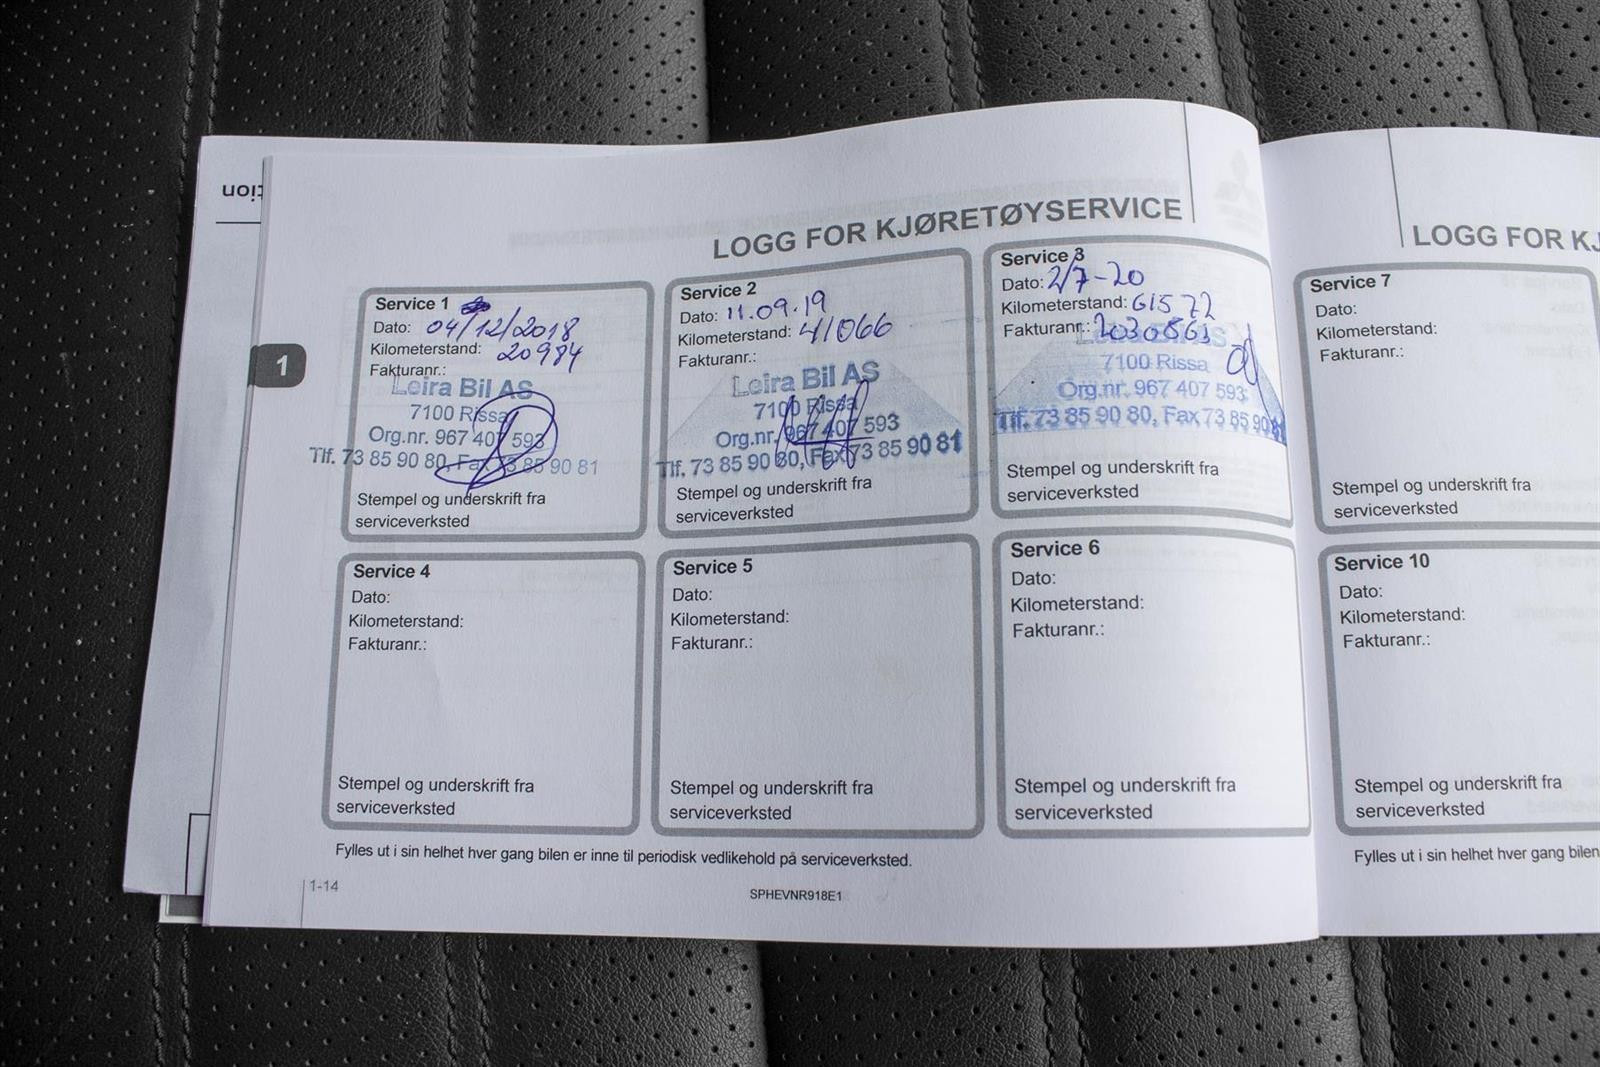 tion
LOGG FOR KJØRETØYSERVICE
1
Service 1
Dato: 04/12/2018
Kilometerstand: 20984
Fakturanr.:
Leira Bil AS
7100 Rissa
Org.nr. 967 407 593
Tlf. 73 85 90 80, Fax 73 85 90 81
Stempel og underskrift fra
serviceverksted
Service 2
Dato: 11.09.19
Kilometerstand: 41066
Fakturanr.:
Leira Bil AS
7100 Rissa
Org.nr. 967 407 593
Tlf. 73 85 90 80, Fax 73 85 90 81
Stempel og underskrift fra
serviceverksted
Service 3
Dato: 2/7-20
Kilometerstand: 61572
Fakturanr.:
7100 Rissa
Org.nr. 967 407 593
Tlf. 73 85 90 80, Fax 73 85 90 81
Stempel og underskrift fra
serviceverksted
Service 4
Dato:
Kilometerstand:
Fakturanr.:
Stempel og underskrift fra
serviceverksted
Service 5
Dato:
Kilometerstand:
Fakturanr.:
Stempel og underskrift fra
serviceverksted
Service 6
Dato:
Kilometerstand:
Fakturanr.:
Stempel og underskrift fra
serviceverksted
Fylles ut i sin helhet hver gang bilen er inne til periodisk vedlikehold på serviceverksted.
1-14
SPHEVNR918E1
LOGG FOR KJ
Service 7
Dato:
Kilometerstand:
Fakturanr.:
Stempel og underskrift fra
serviceverksted
Service 10
Dato:
Kilometerstand:
Fakturanr.:
Stempel og underskrift fra
serviceverksted
Fylles ut i sin helhet hver gang bilen